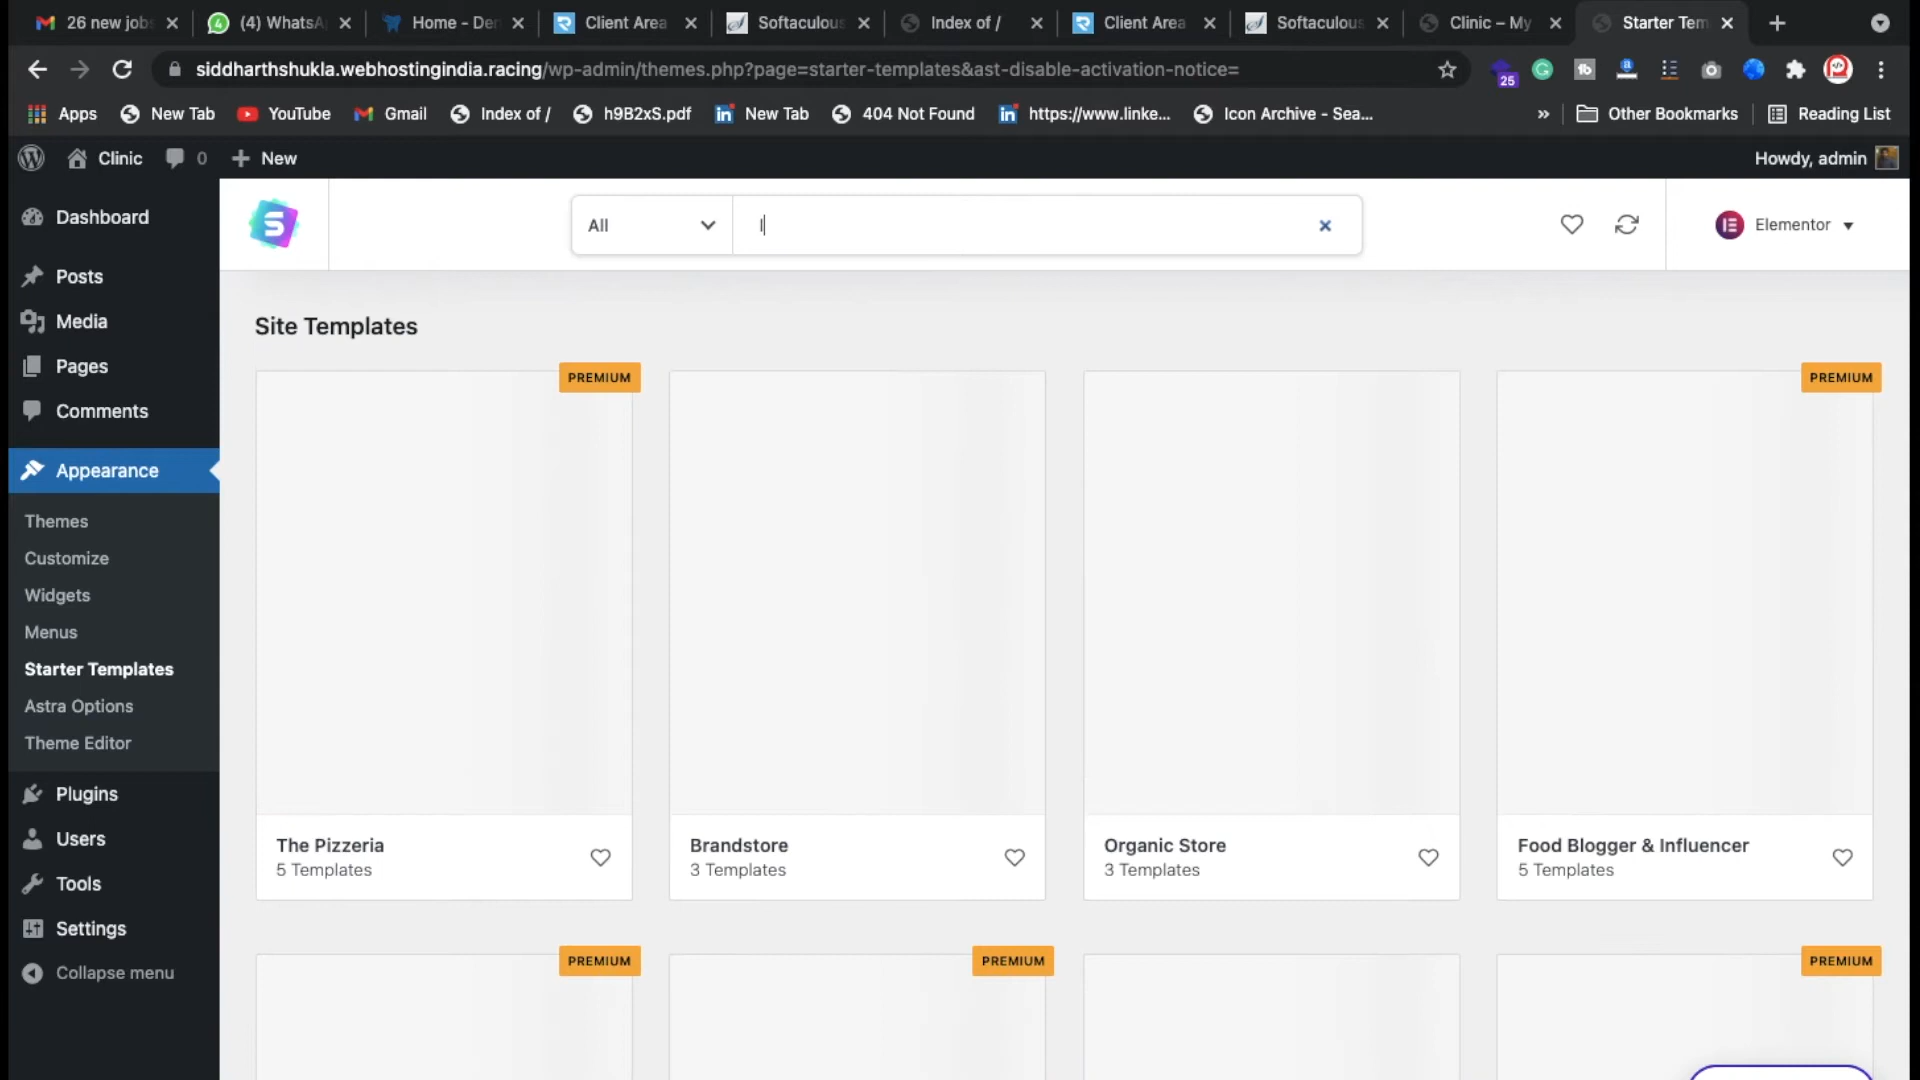 26 new jobs
(4) WhatsA
Home - Den
Client Area
Softaculous
Index of /
Client Area
Softaculous
Clinic – My
Starter Tem
siddharthshukla.webhostingindia.racing/wp-admin/themes.php?page=starter-templates&ast-disable-activation-notice=
25
Apps
New Tab
YouTube
Gmail
Index of /
h9B2xS.pdf
New Tab
404 Not Found
https://www.linke...
Icon Archive - Sea...
»
Other Bookmarks
Reading List
Clinic
0
New
Howdy, admin
Dashboard
Posts
Media
Pages
Comments
Appearance
Themes
Customize
Widgets
Menus
Starter Templates
Astra Options
Theme Editor
Plugins
Users
Tools
Settings
Collapse menu
All
l
Elementor
Site Templates
PREMIUM
PREMIUM
The Pizzeria
5 Templates
Brandstore
3 Templates
Organic Store
3 Templates
Food Blogger & Influencer
5 Templates
PREMIUM
PREMIUM
PREMIUM